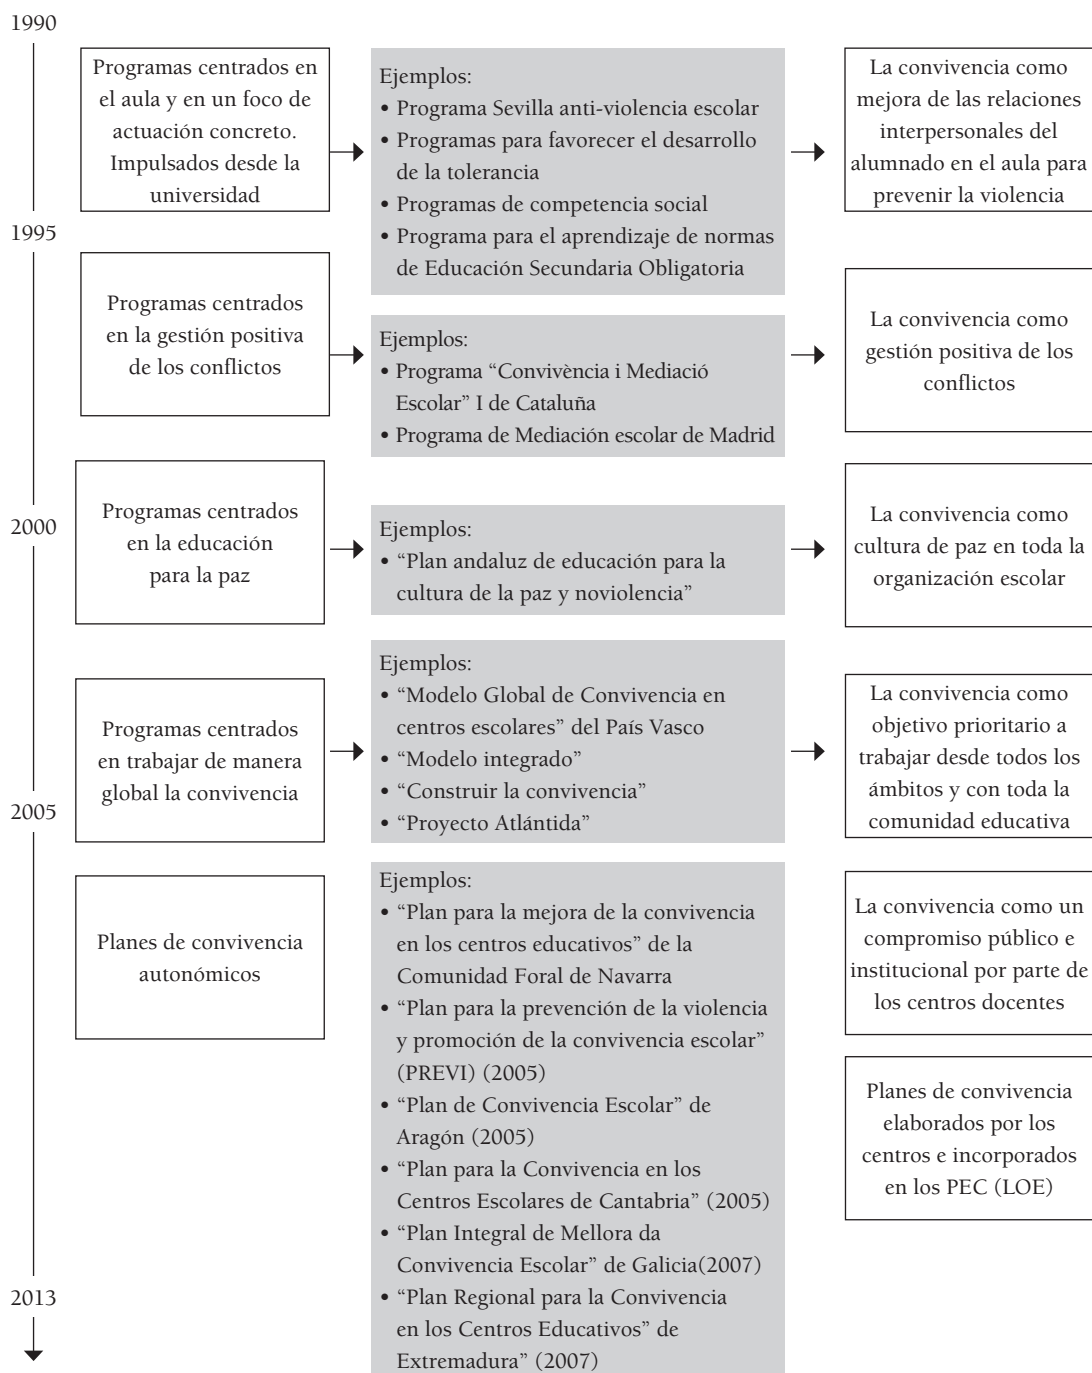 1990
Programas centrados en
el aula y en un foco de
actuación concreto.
Impulsados desde la
universidad
Ejemplos:
• Programa Sevilla anti-violencia escolar
• Programas para favorecer el desarrollo
de la tolerancia
• Programas de competencia social
• Programa para el aprendizaje de normas
de Educación Secundaria Obligatoria
La convivencia como
mejora de las relaciones
interpersonales del
alumnado en el aula para
prevenir la violencia
1995
Programas centrados
en la gestión positiva
de los conflictos
Ejemplos:
• Programa “Convivència i Mediació
Escolar” I de Cataluña
• Programa de Mediación escolar de Madrid
La convivencia como
gestión positiva de los
conflictos
2000
Programas centrados
en la educación
para la paz
Ejemplos:
• “Plan andaluz de educación para la
cultura de la paz y noviolencia”
La convivencia como
cultura de paz en toda la
organización escolar
Programas centrados
en trabajar de manera
global la convivencia
Ejemplos:
• “Modelo Global de Convivencia en
centros escolares” del País Vasco
• “Modelo integrado”
• “Construir la convivencia”
• “Proyecto Atlántida”
La convivencia como
objetivo prioritario a
trabajar desde todos los
ámbitos y con toda la
comunidad educativa
2005
Planes de convivencia
autonómicos
Ejemplos:
• “Plan para la mejora de la convivencia
en los centros educativos” de la
Comunidad Foral de Navarra
• “Plan para la prevención de la violencia
y promoción de la convivencia escolar”
(PREVI) (2005)
• “Plan de Convivencia Escolar” de
Aragón (2005)
• “Plan para la Convivencia en los
Centros Escolares de Cantabria” (2005)
• “Plan Integral de Mellora da
Convivencia Escolar” de Galicia(2007)
• “Plan Regional para la Convivencia
en los Centros Educativos” de
Extremadura” (2007)
La convivencia como un
compromiso público e
institucional por parte de
los centros docentes
Planes de convivencia
elaborados por los
centros e incorporados
en los PEC (LOE)
2013